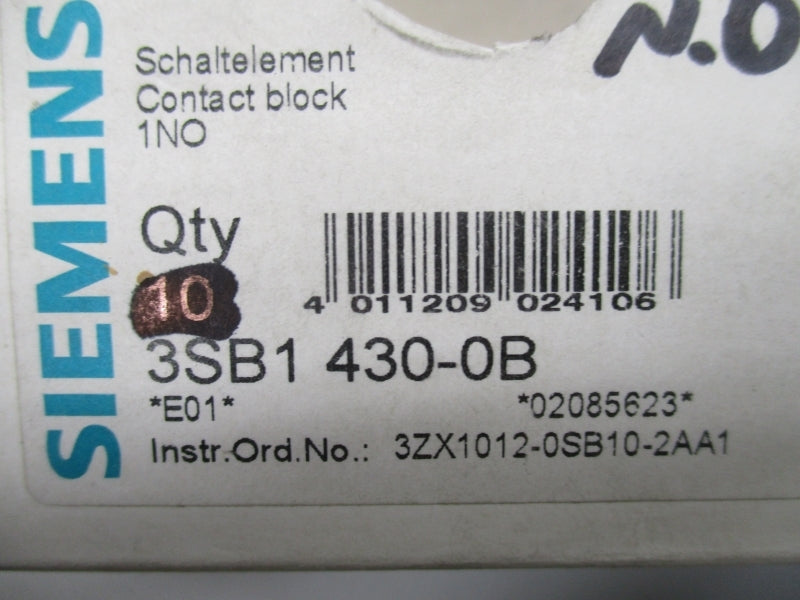 SIEMENS
N.O
Schaltelement
Contact block
1NO
Qty
10
4 011209 024106
3SB1 430-0B
*E01* *02085623*
Instr.Ord.No.: 3ZX1012-0SB10-2AA1